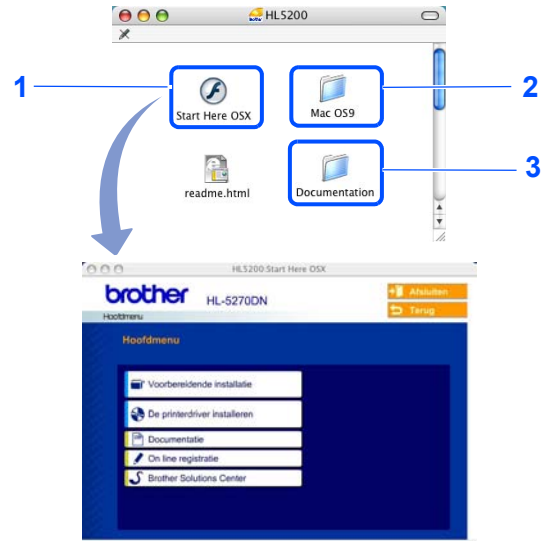 HL5200
1
2
Start Here OSX
Mac OS9
3
readme.html
Documentation
HL5200:Start Here OSX
brother
HL-5270DN
Afsluiten
Hoofdmenu
Terug
Hoofdmenu
Voorbereidende installatie
De printerdriver installeren
Documentatie
On line registratie
Brother Solutions Center